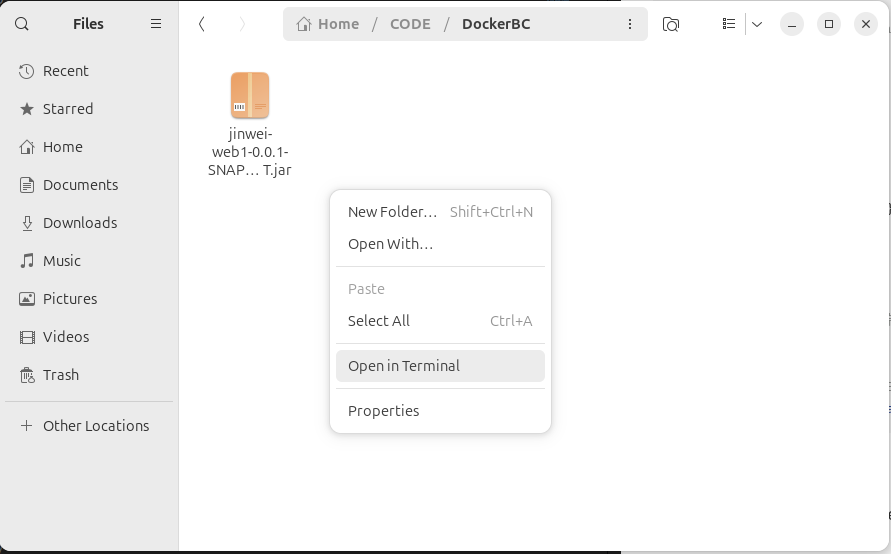 Files
Home / CODE / DockerBC
Recent
Starred
Home
Documents
Downloads
Music
Pictures
Videos
Trash
Other Locations
jinwei-
web1-0.0.1-
SNAP… T.jar
New Folder… Shift+Ctrl+N
Open With…
Paste
Select All Ctrl+A
Open in Terminal
Properties